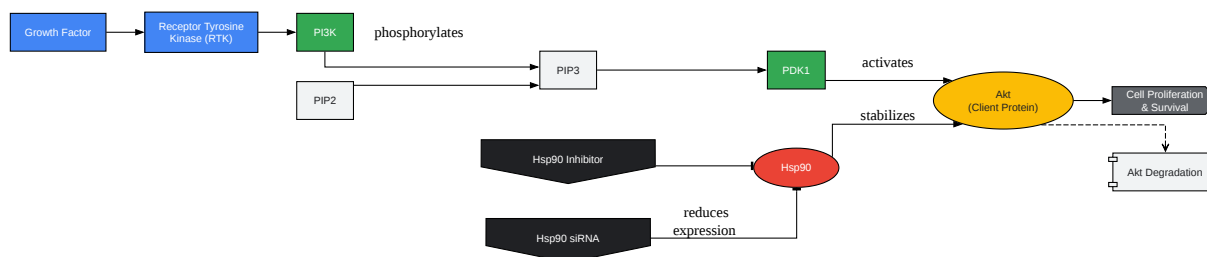 Growth Factor
Receptor Tyrosine
Kinase (RTK)
PI3K
phosphorylates
PIP2
PIP3
PDK1
activates
Akt
(Client Protein)
Cell Proliferation
& Survival
stabilizes
Hsp90 Inhibitor
Hsp90
Akt Degradation
Hsp90 siRNA
reduces
expression